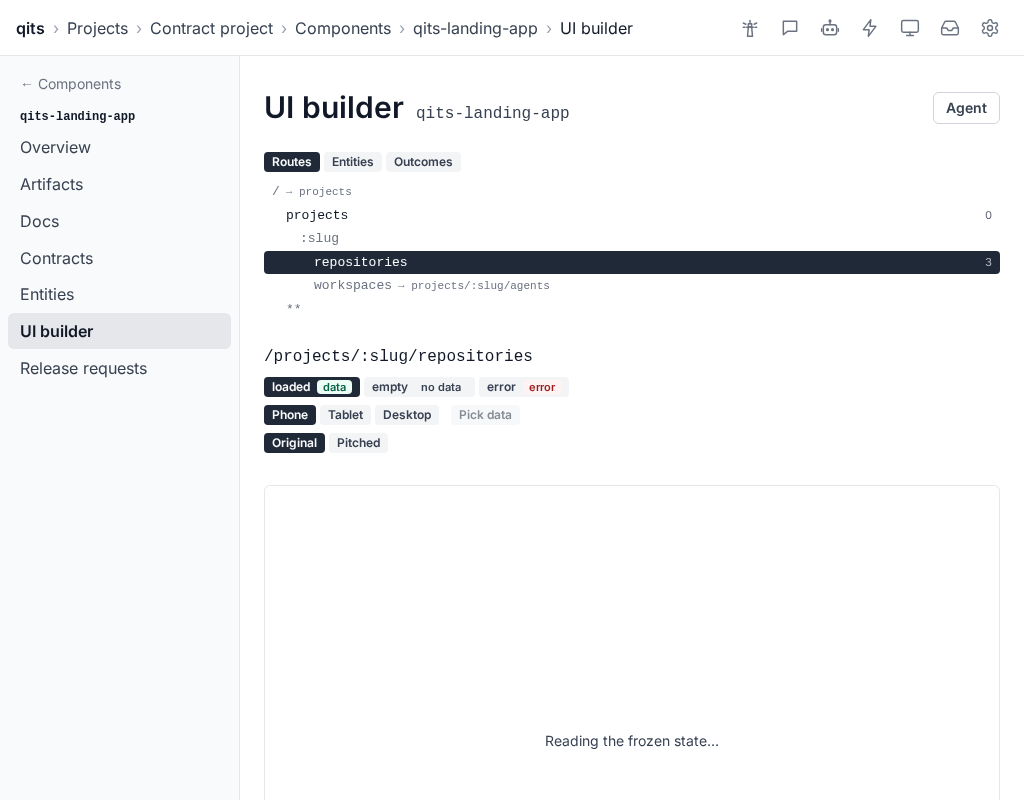 qits › Projects › Contract project › Components › qits-landing-app › UI builder
← Components
qits-landing-app
Overview
Artifacts
Docs
Contracts
Entities
UI builder
Release requests
UI builder qits-landing-app
Agent
Routes Entities Outcomes
/ → projects
projects 0
:slug
repositories 3
workspaces → projects/:slug/agents
**
/projects/:slug/repositories
loaded data empty no data error error
Phone Tablet Desktop Pick data
Original Pitched
Reading the frozen state...